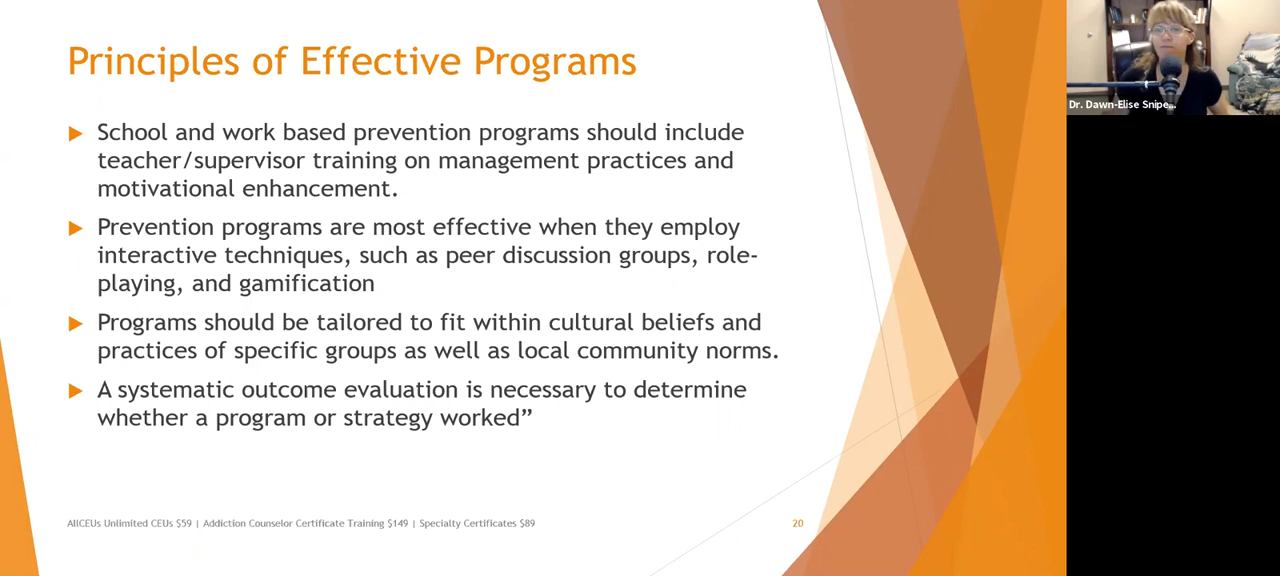 Principles of Effective Programs
School and work based prevention programs should include
teacher/supervisor training on management practices and
motivational enhancement.
Prevention programs are most effective when they employ
interactive techniques, such as peer discussion groups, role-
playing, and gamification
Programs should be tailored to fit within cultural beliefs and
practices of specific groups as well as local community norms.
A systematic outcome evaluation is necessary to determine
whether a program or strategy worked”
AllCEUs Unlimited CEUs $59 | Addiction Counselor Certificate Training $149 | Specialty Certificates $89
20
Dr. Dawn-Elise Snipe...